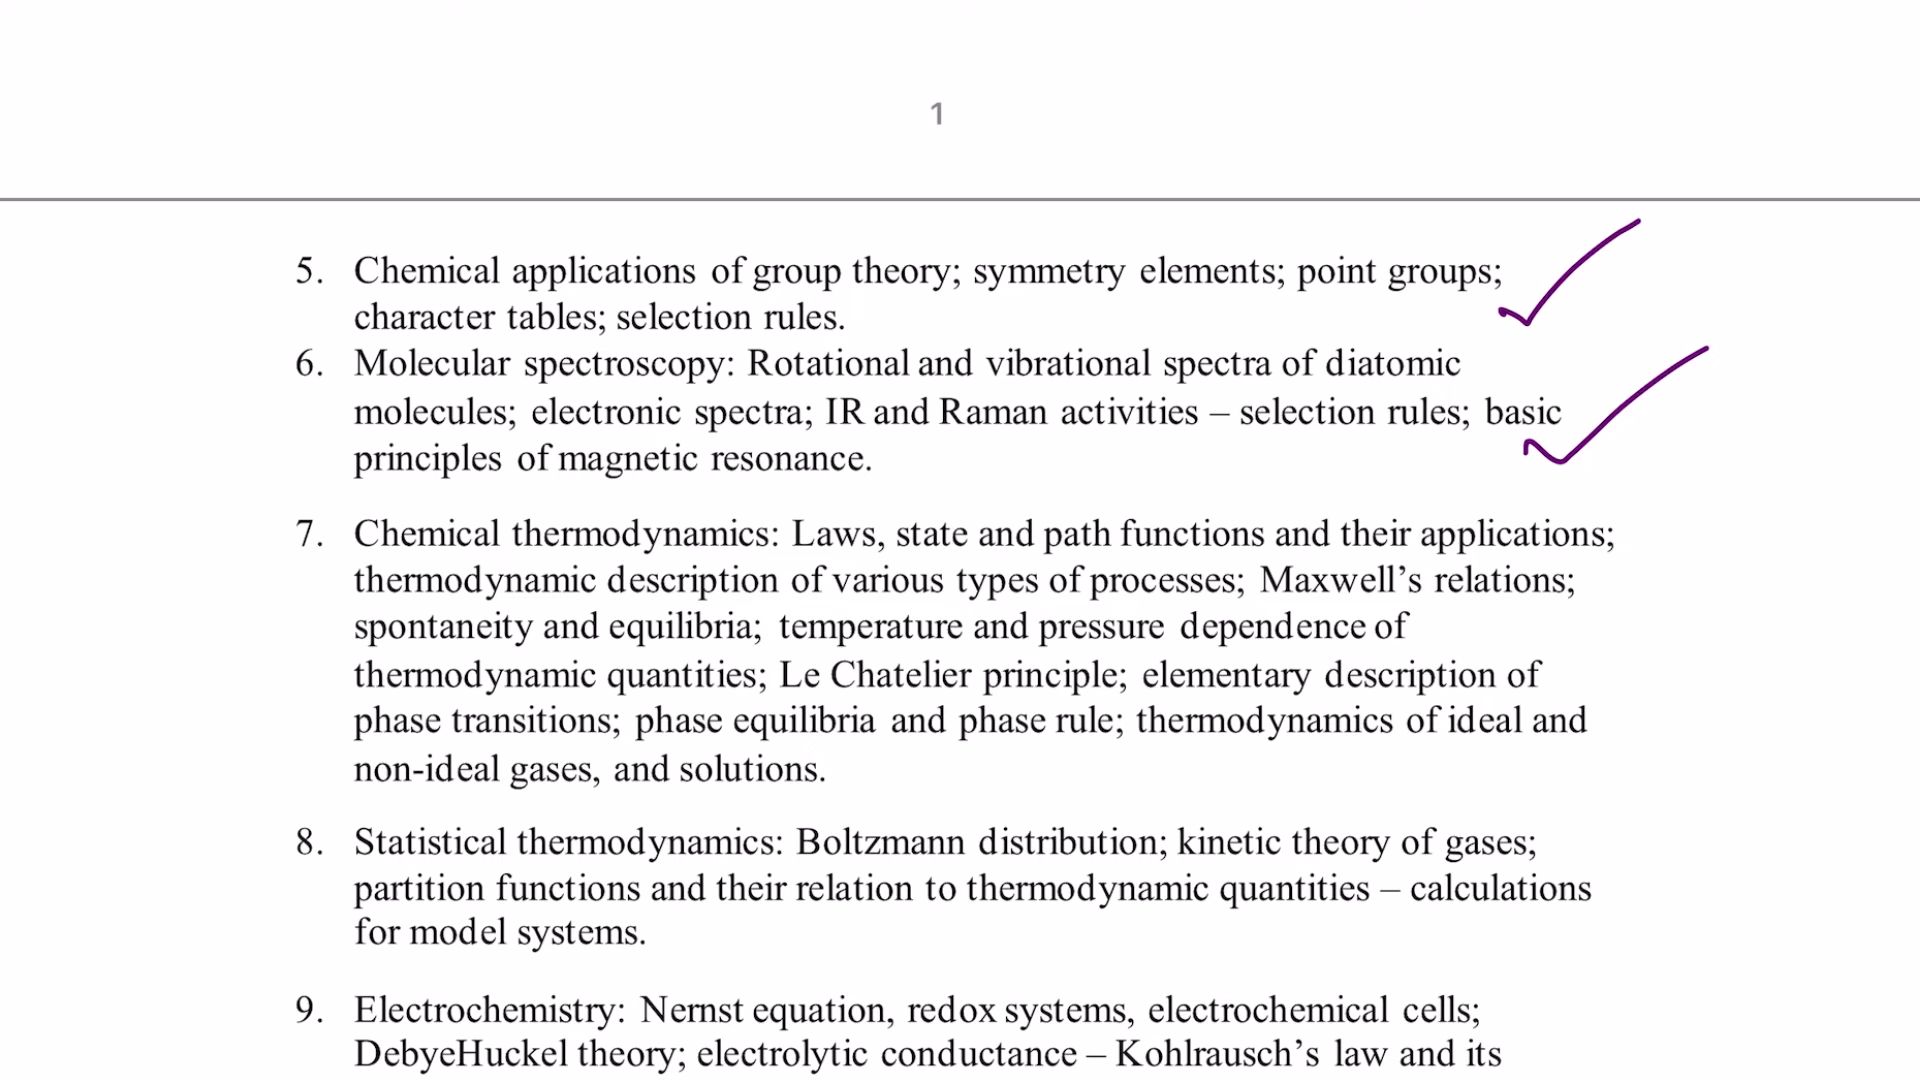 1
5. Chemical applications of group theory; symmetry elements; point groups;
character tables; selection rules.
6. Molecular spectroscopy: Rotational and vibrational spectra of diatomic
molecules; electronic spectra; IR and Raman activities – selection rules; basic
principles of magnetic resonance.
7. Chemical thermodynamics: Laws, state and path functions and their applications;
thermodynamic description of various types of processes; Maxwell’s relations;
spontaneity and equilibria; temperature and pressure dependence of
thermodynamic quantities; Le Chatelier principle; elementary description of
phase transitions; phase equilibria and phase rule; thermodynamics of ideal and
non-ideal gases, and solutions.
8. Statistical thermodynamics: Boltzmann distribution; kinetic theory of gases;
partition functions and their relation to thermodynamic quantities – calculations
for model systems.
9. Electrochemistry: Nernst equation, redox systems, electrochemical cells;
DebyeHuckel theory; electrolytic conductance – Kohlrausch’s law and its